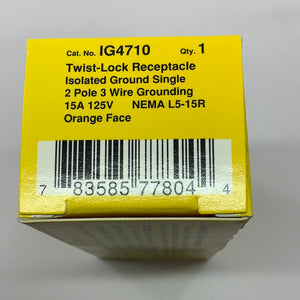 Cat. No. IG4710 Qty. 1
Twist-Lock Receptacle
Isolated Ground Single
2 Pole 3 Wire Grounding
15A 125V NEMA L5-15R
Orange Face
7 83585 77804 4